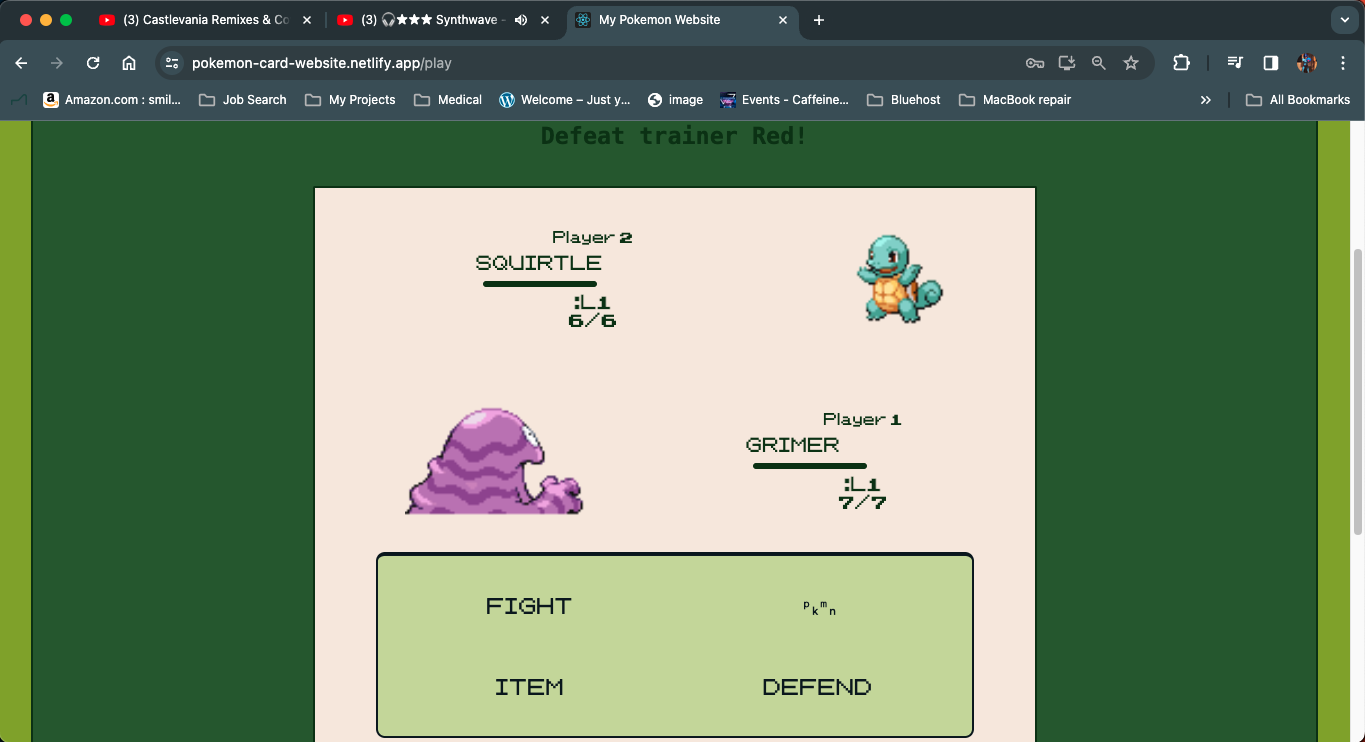 (3) Castlevania Remixes & Co
(3) 🎧★★★ Synthwave -
My Pokemon Website
pokemon-card-website.netlify.app/play
Amazon.com : smil...
Job Search
My Projects
Medical
Welcome – Just y...
image
Events - Caffeine...
Bluehost
MacBook repair
»
All Bookmarks
Defeat trainer Red!
Player 2
SQUIRTLE
:L1
6/6
Player 1
GRIMER
:L1
7/7
FIGHT
pkmn
ITEM
DEFEND